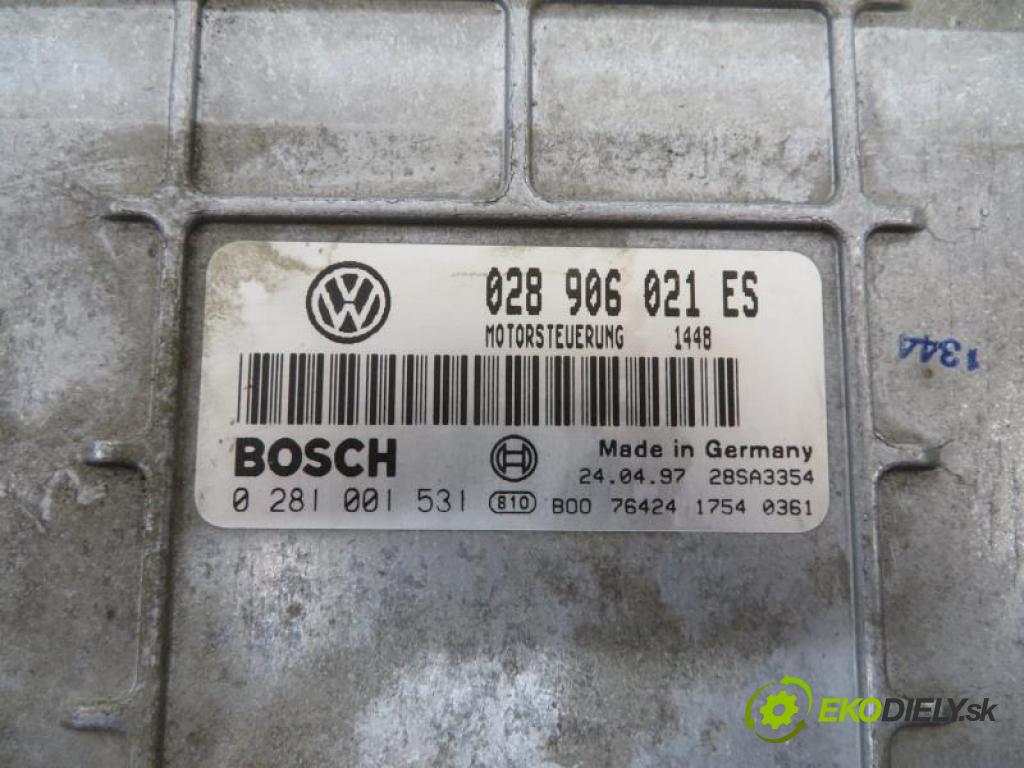 028 906 021 ES
MOTORSTEUERUNG 1448
1344
BOSCH
Made in Germany
24.04.97 28SA3354
0 281 001 531 810 B00 76424 1754 0361
EKODIELY.sk